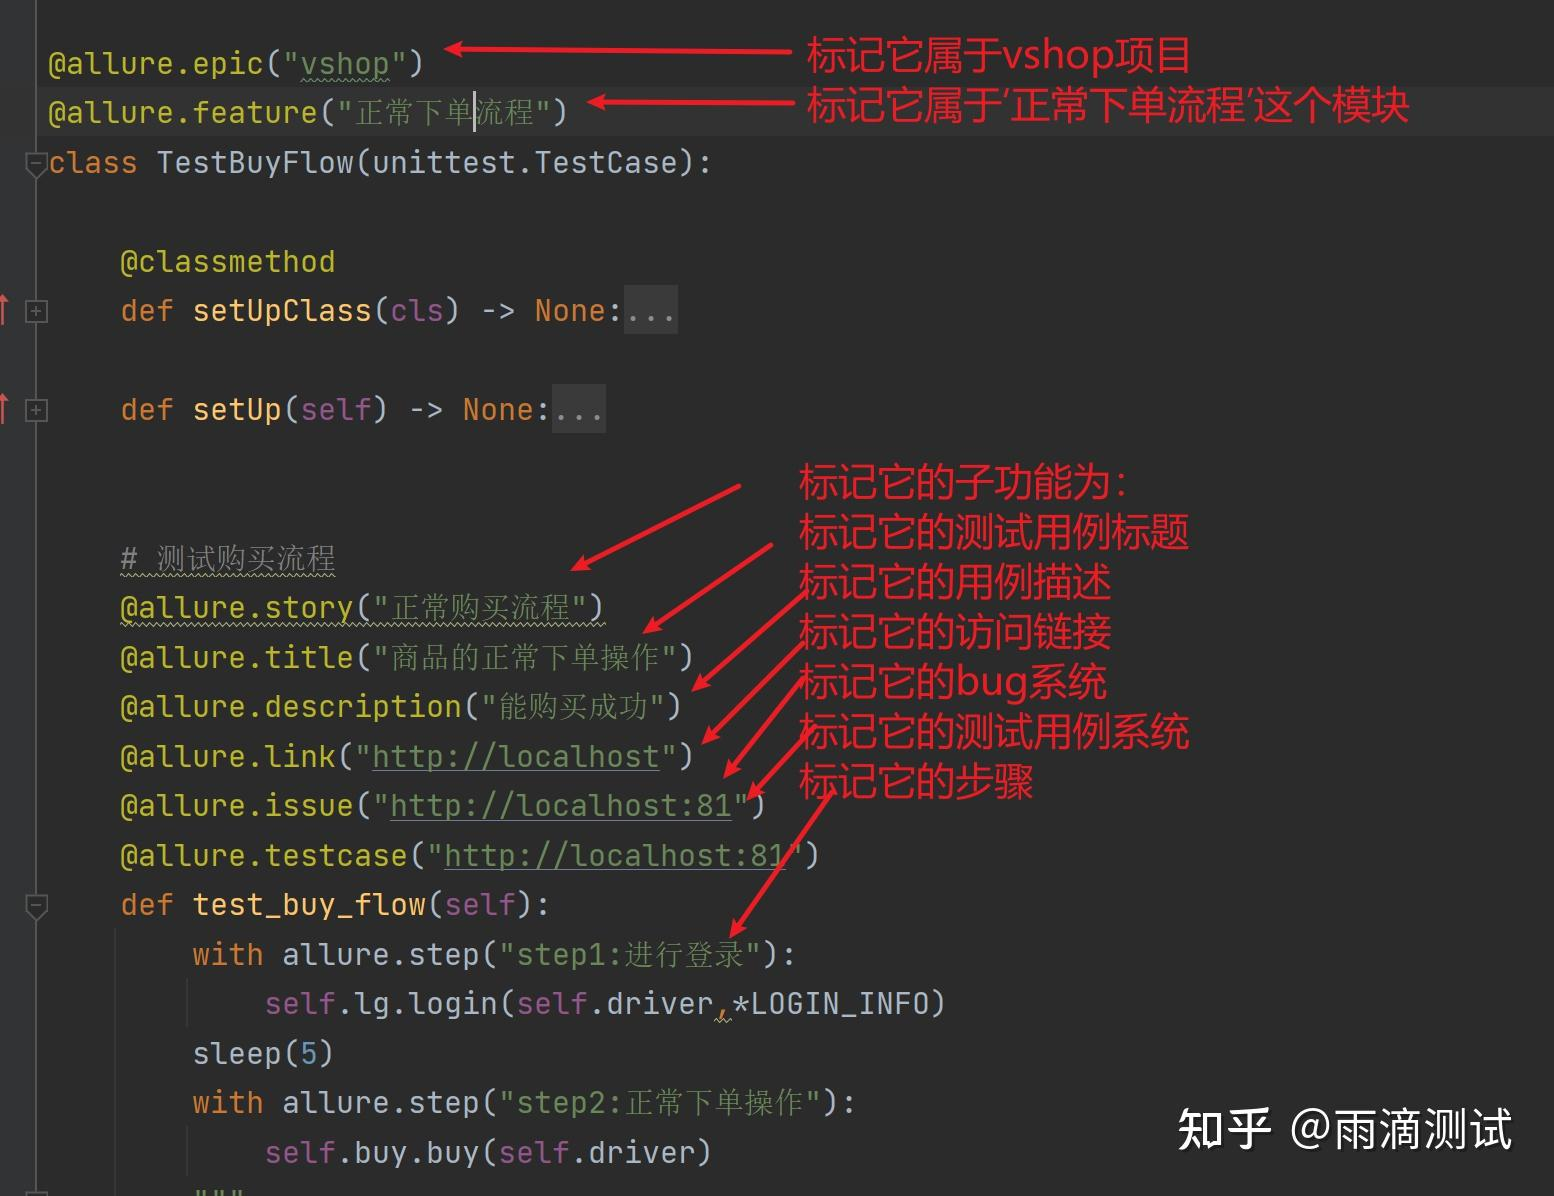 @allure.epic("vshop") 标记它属于vshop项目
@allure.feature("正常下单流程") 标记它属于'正常下单流程'这个模块
class TestBuyFlow(unittest.TestCase):
@classmethod
def setUpClass(cls) -> None:...
def setUp(self) -> None:...
标记它的子功能为：
标记它的测试用例标题
# 测试购买流程
标记它的用例描述
@allure.story("正常购买流程")
标记它的访问链接
@allure.title("商品的正常下单操作")
标记它的bug系统
@allure.description("能购买成功")
标记它的测试用例系统
@allure.link("http://localhost")
标记它的步骤
@allure.issue("http://localhost:81")
@allure.testcase("http://localhost:81")
def test_buy_flow(self):
with allure.step("step1:进行登录"):
self.lg.login(self.driver,*LOGIN_INFO)
sleep(5)
with allure.step("step2:正常下单操作"):
self.buy.buy(self.driver)
"""
知乎 @雨滴测试